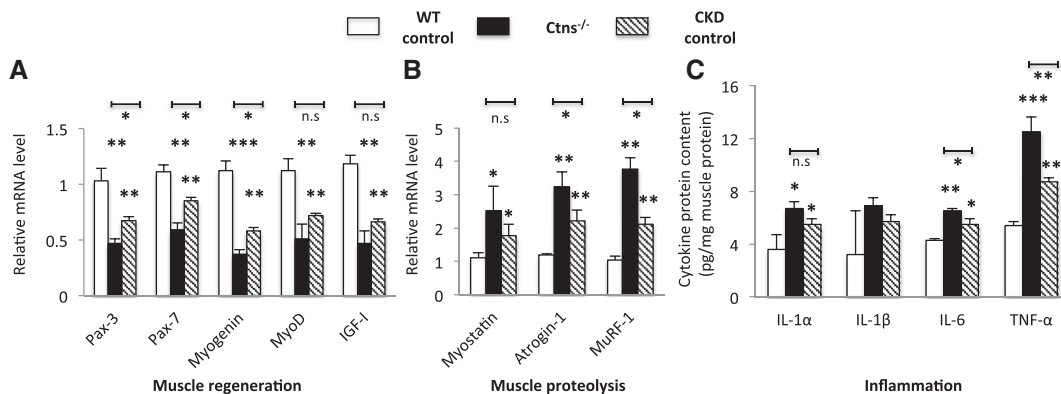 WT control
Ctns-/-
CKD control
A
* * * n.s n.s
** ** *** ** **
** ** ** ** **
Relative mRNA level
1.5
1
0.5
0
Pax-3 Pax-7 Myogenin MyoD IGF-I
Muscle regeneration
B
n.s * *
* ** **
* ** **
Relative mRNA level
5
4
3
2
1
0
Myostatin Atrogin-1 MuRF-1
Muscle proteolysis
C
**
***
n.s *
* ** **
* *
Cytokine protein content
(pg/mg muscle protein)
16
12
8
4
0
IL-1α IL-1β IL-6 TNF-α
Inflammation